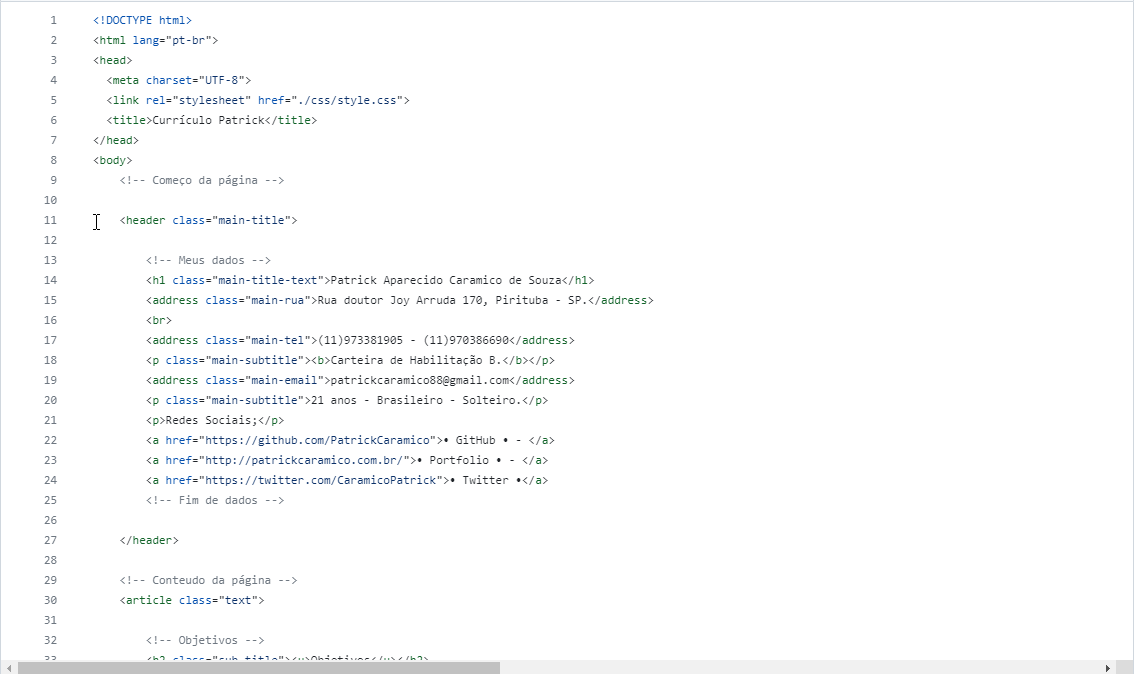 1 <!DOCTYPE html>
2 <html lang="pt-br">
3 <head>
4 <meta charset="UTF-8">
5 <link rel="stylesheet" href="./css/style.css">
6 <title>Currículo Patrick</title>
7 </head>
8 <body>
9 <!-- Começo da página -->
10
11 <header class="main-title">
12
13 <!-- Meus dados -->
14 <h1 class="main-title-text">Patrick Aparecido Caramico de Souza</h1>
15 <address class="main-rua">Rua doutor Joy Arruda 170, Pirituba - SP.</address>
16 <br>
17 <address class="main-tel">(11)973381905 - (11)970386690</address>
18 <p class="main-subtitle"><b>Carteira de Habilitação B.</b></p>
19 <address class="main-email">patrickcaramico88@gmail.com</address>
20 <p class="main-subtitle">21 anos - Brasileiro - Solteiro.</p>
21 <p>Redes Sociais;</p>
22 <a href="https://github.com/PatrickCaramico">• GitHub • - </a>
23 <a href="http://patrickcaramico.com.br/">• Portfolio • - </a>
24 <a href="https://twitter.com/CaramicoPatrick">• Twitter •</a>
25 <!-- Fim de dados -->
26
27 </header>
28
29 <!-- Conteudo da página -->
30 <article class="text">
31
32 <!-- Objetivos -->
33 <h2 class="sub-title"><u>Objetivos</u></h2>